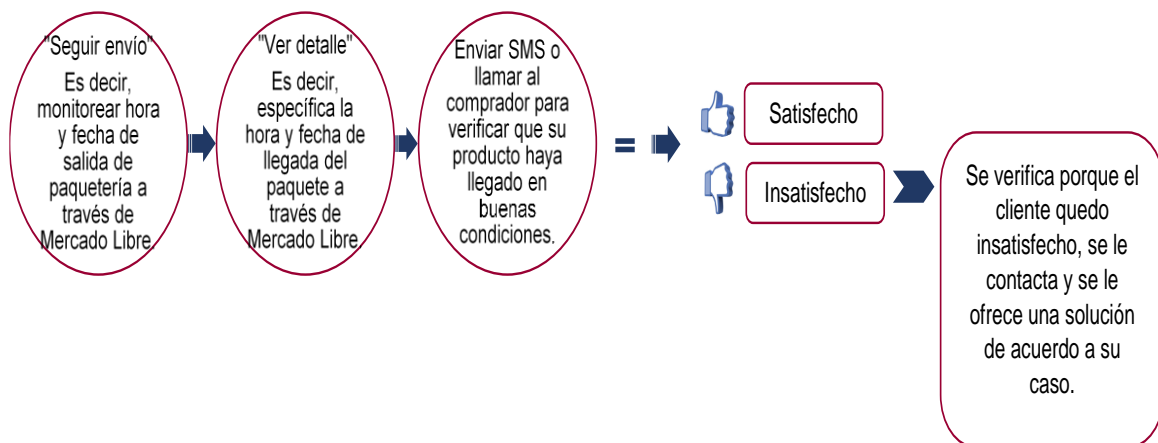 "Seguir envío"
Es decir,
monitorear hora
y fecha de
salida de
paquetería a
través de
Mercado Libre.
"Ver detalle"
Es decir,
específica la
hora y fecha de
llegada del
paquete a
través de
Mercado Libre.
Enviar SMS o
llamar al
comprador para
verificar que su
producto haya
llegado en
buenas
condiciones.
=
Satisfecho
Insatisfecho
Se verifica porque el
cliente quedo
insatisfecho, se le
contacta y se le
ofrece una solución
de acuerdo a su
caso.